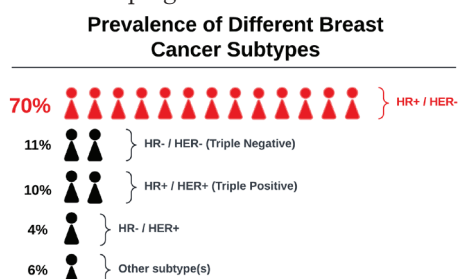 Prevalence of Different Breast
Cancer Subtypes
70% HR+ / HER-
11% HR- / HER- (Triple Negative)
10% HR+ / HER+ (Triple Positive)
4% HR- / HER+
6% Other subtype(s)